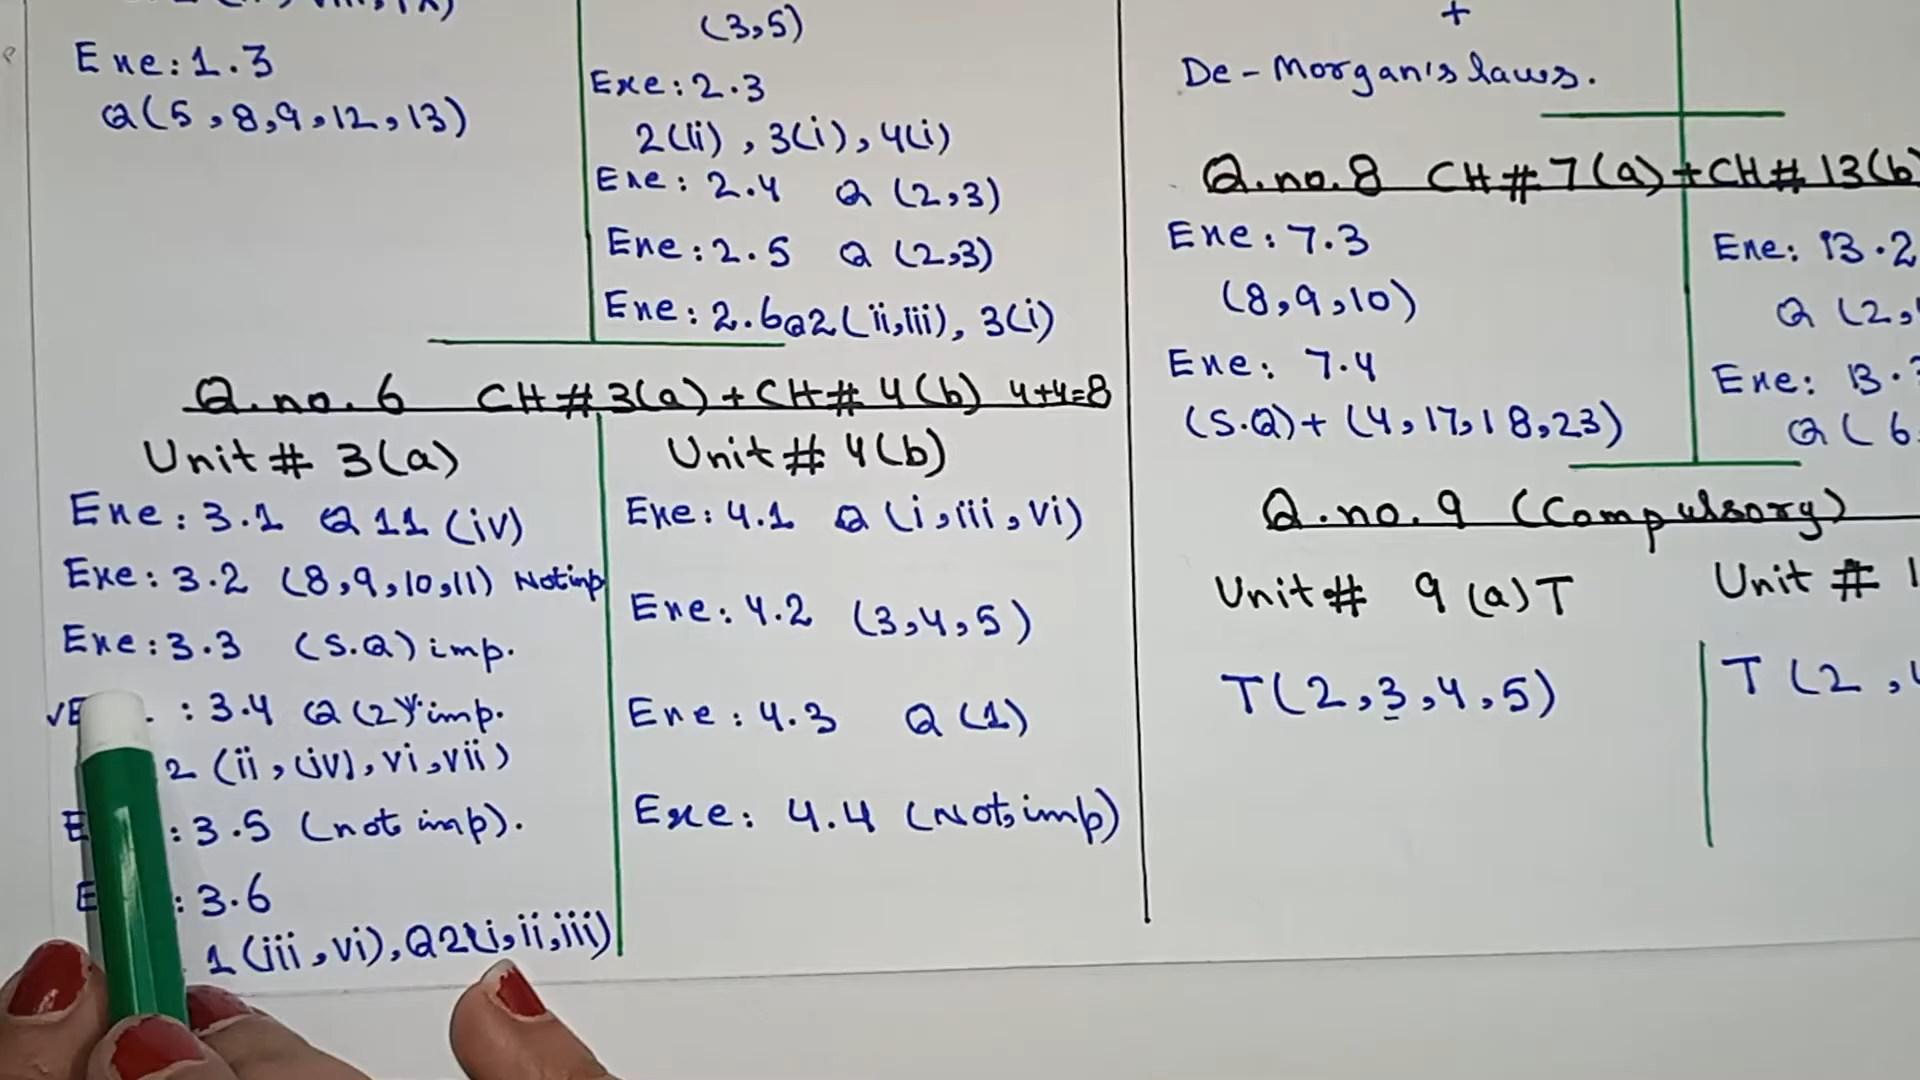 Exe: 1.3
Q(5,8,9,12,13)
(3,5)
Exe: 2.3
2(ii), 3(i), 4(i)
Exe: 2.4 Q (2,3)
Exe: 2.5 Q (2,3)
Exe: 2.6 Q2(ii,iii), 3(i)
Q.no.6 CH# 3(a) + CH# 4(b) 4+4=8
Unit# 3(a)
Exe: 3.1 Q 11 (iv)
Exe: 3.2 (8,9,10,11) Not imp
Exe: 3.3 (S.Q) imp.
: 3.4 Q (2) imp.
2 (ii, (iv), vi, vii)
: 3.5 (not imp).
: 3.6
1 (iii, vi), Q2(i,ii,iii)
Unit# 4(b)
Exe: 4.1 Q (i, iii, vi)
Exe: 4.2 (3,4,5)
Exe: 4.3 Q (1)
Exe: 4.4 (Not imp)
+
De-Morgan's laws.
Q.no.8 CH# 7(a) + CH# 13(b)
Exe: 7.3
(8,9,10)
Exe: 7.4
(S.Q) + (4,17,18,23)
Exe: 13.2
Q (2,
Exe: 13.
Q ( 6
Q.no.9 (Compulsory)
Unit# 9 (a) T
T(2,3,4,5)
Unit #
T (2,